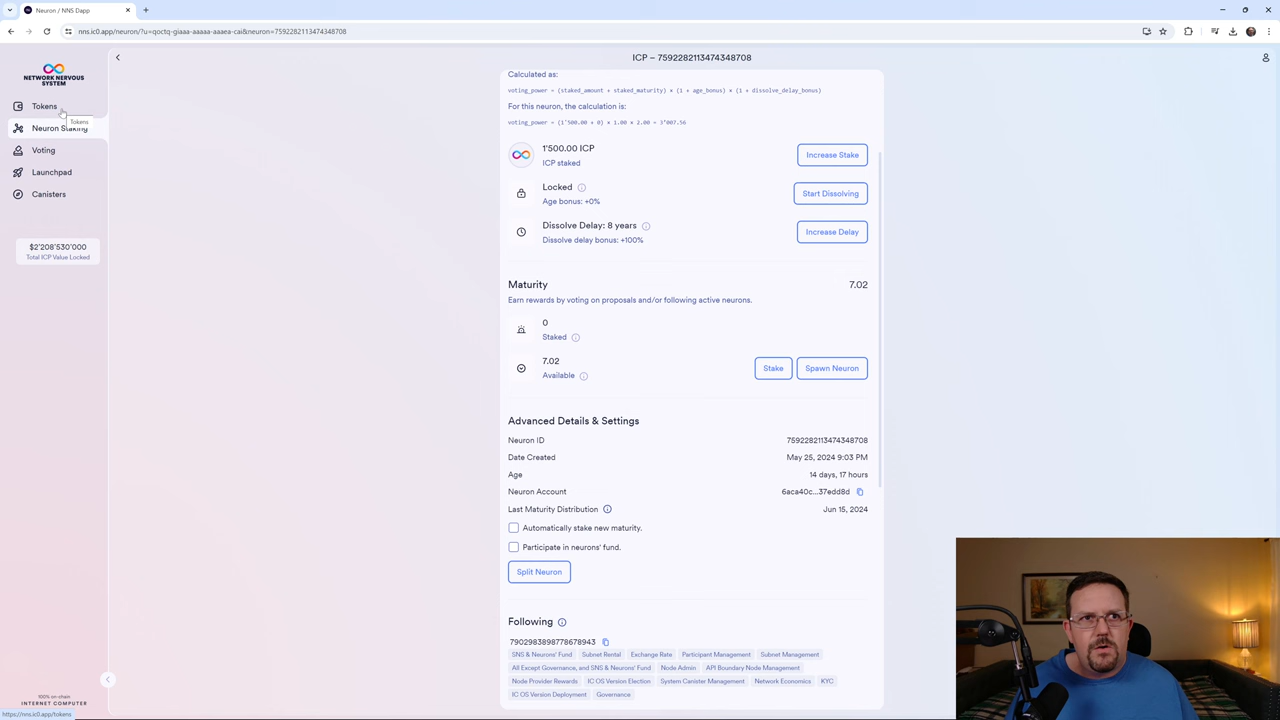 Neuron / NNS Dapp
nns.ic0.app/neuron/?u=qoctq-giaaa-aaaaa-aaaea-cai&neuron=7592282113474348708
NETWORK NERVOUS
SYSTEM
Tokens
Tokens
Neuron Staking
Voting
Launchpad
Canisters
$2'208'530'000
Total ICP Value Locked
ICP – 7592282113474348708
Calculated as:
voting_power = (staked_amount + staked_maturity) × (1 + age_bonus) × (1 + dissolve_delay_bonus)
For this neuron, the calculation is:
voting_power = (1'500.00 + 0) × 1.00 × 2.00 = 3'007.56
1'500.00 ICP
ICP staked
Increase Stake
Locked
Age bonus: +0%
Start Dissolving
Dissolve Delay: 8 years
Dissolve delay bonus: +100%
Increase Delay
Maturity 7.02
Earn rewards by voting on proposals and/or following active neurons.
0
Staked
7.02
Available
Stake
Spawn Neuron
Advanced Details & Settings
Neuron ID 7592282113474348708
Date Created May 25, 2024 9:03 PM
Age 14 days, 17 hours
Neuron Account 6aca40c...37edd8d
Last Maturity Distribution Jun 15, 2024
Automatically stake new maturity.
Participate in neurons' fund.
Split Neuron
Following
7902983898778678943
SNS & Neurons' Fund Subnet Rental Exchange Rate Participant Management Subnet Management
All Except Governance, and SNS & Neurons' Fund Node Admin API Boundary Node Management
Node Provider Rewards IC OS Version Election System Canister Management Network Economics KYC
IC OS Version Deployment Governance
100% on-chain
INTERNET COMPUTER
https://nns.ic0.app/tokens